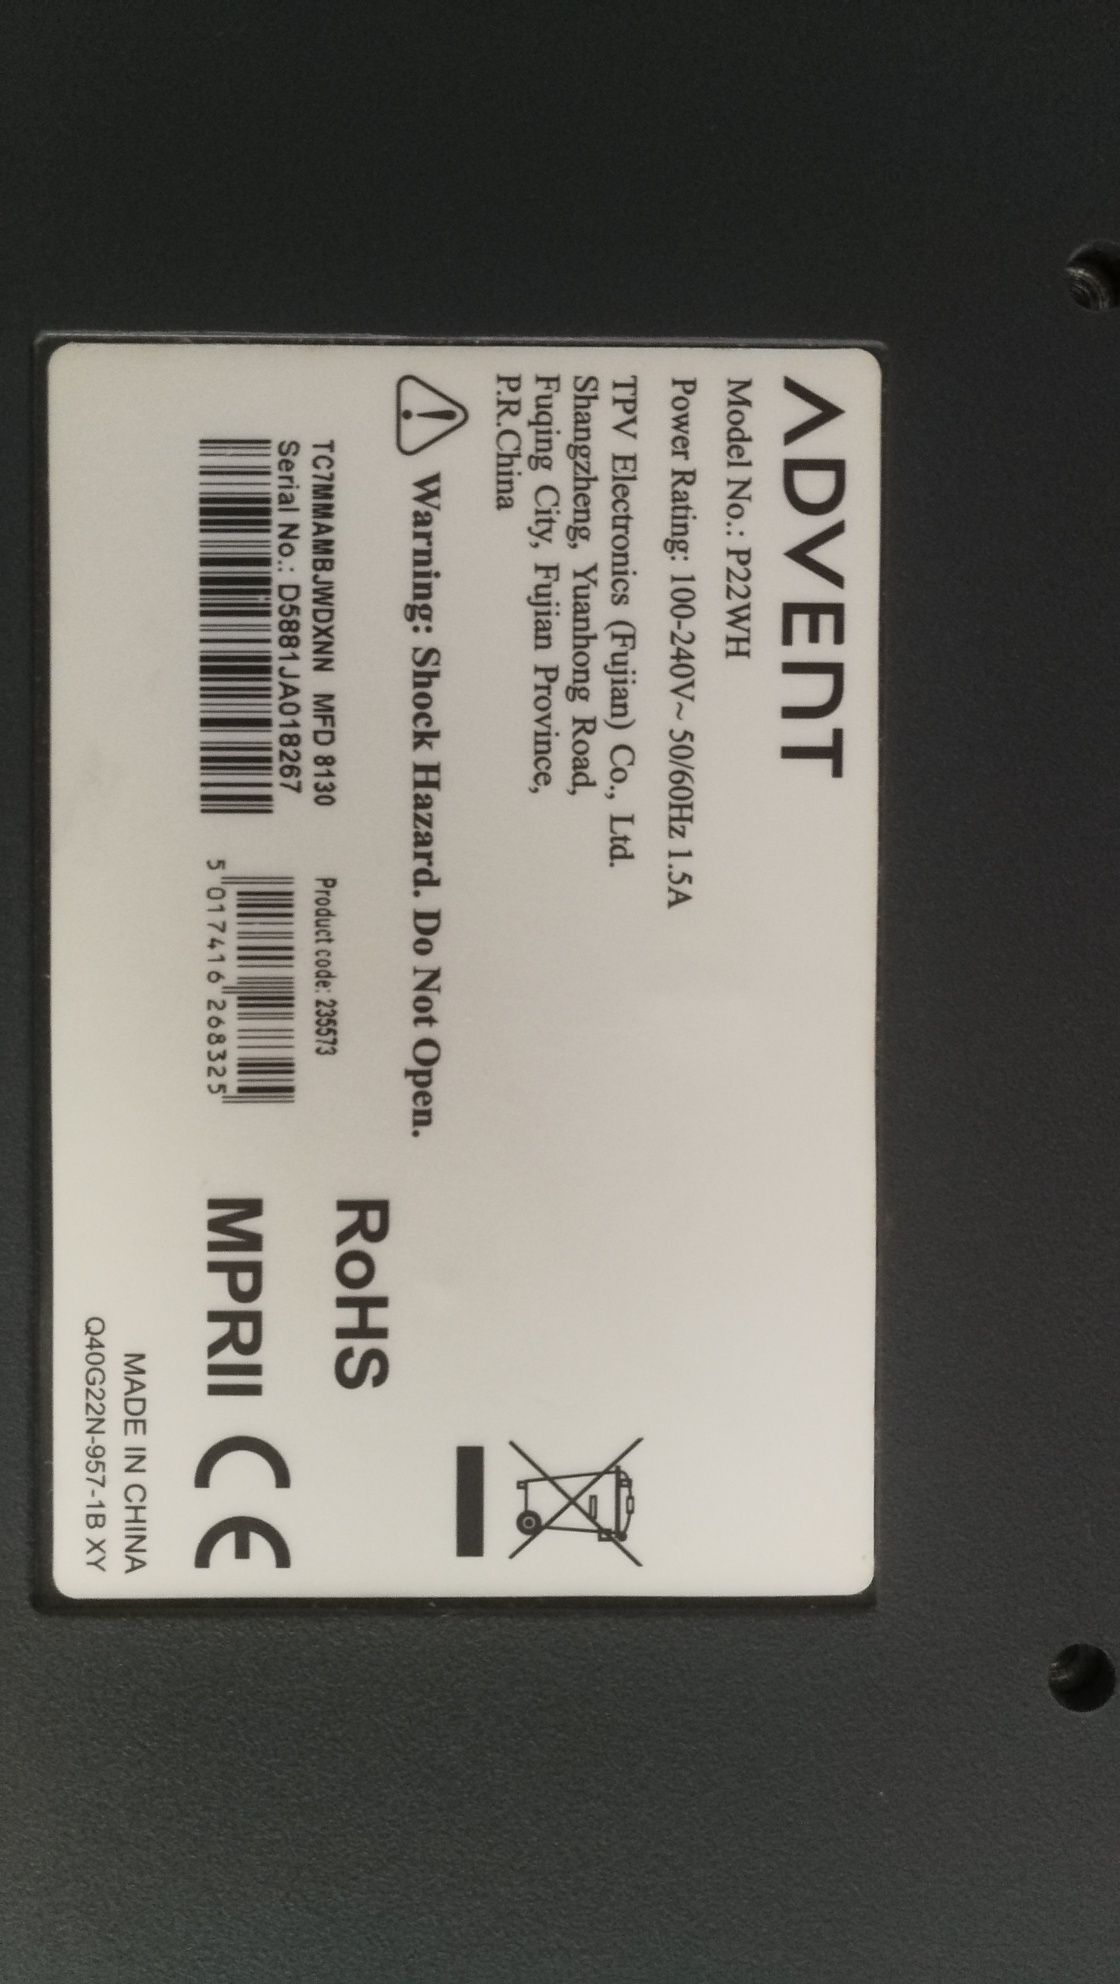 ADVENT
Model No.: P22WH
Power Rating: 100-240V~ 50/60Hz 1.5A
TPV Electronics (Fujian) Co., Ltd.
Shangzheng, Yuanhong Road,
Fuqing City, Fujian Province,
P.R.China
Warning: Shock Hazard. Do Not Open.
TC7MMAMBJWDXNN MFD 8130
Serial No.: D5881JA018267
Product code: 235573
5 017416 268325
RoHS
MPRII
CE
MADE IN CHINA
Q40G22N-957-1B XY